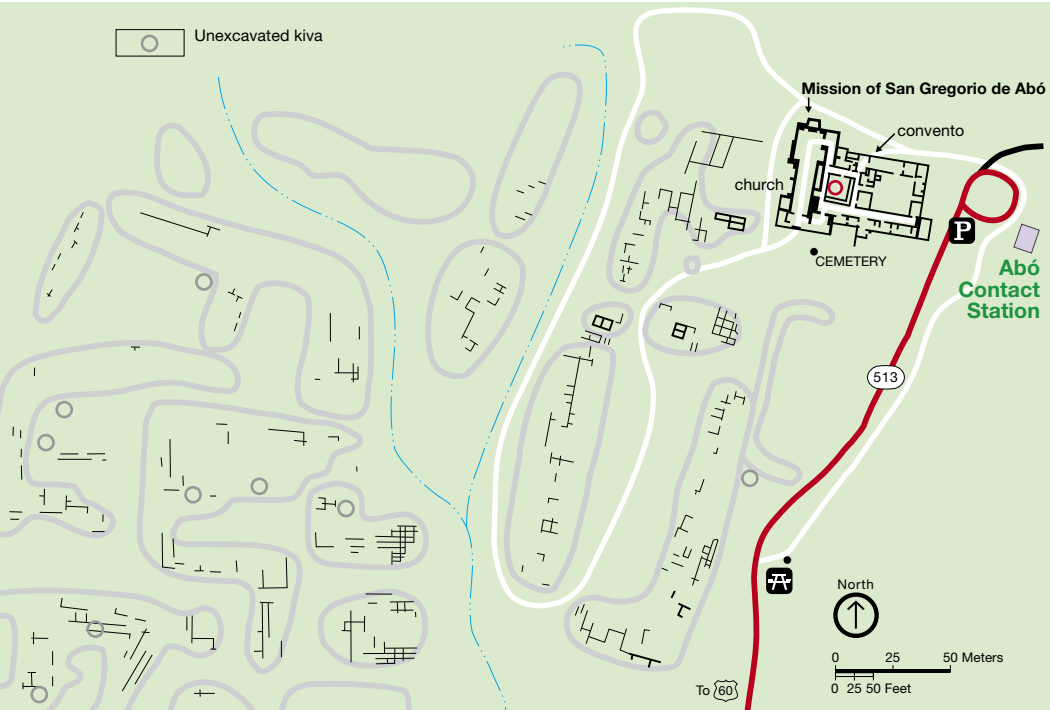 Unexcavated kiva
Mission of San Gregorio de Abó
convento
church
P
CEMETERY
Abó
Contact
Station
513
North
0 25 50 Meters
0 25 50 Feet
To 60